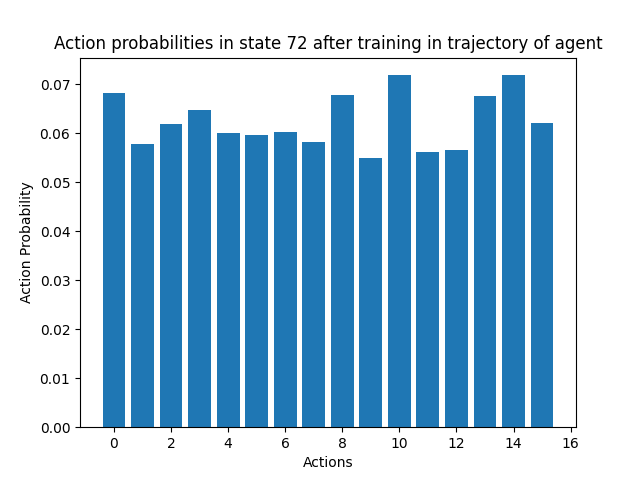 Action probabilities in state 72 after training in trajectory of agent
0.07
0.06
0.05
0.04
0.03
0.02
0.01
0.00
Action Probability
0 2 4 6 8 10 12 14 16
Actions